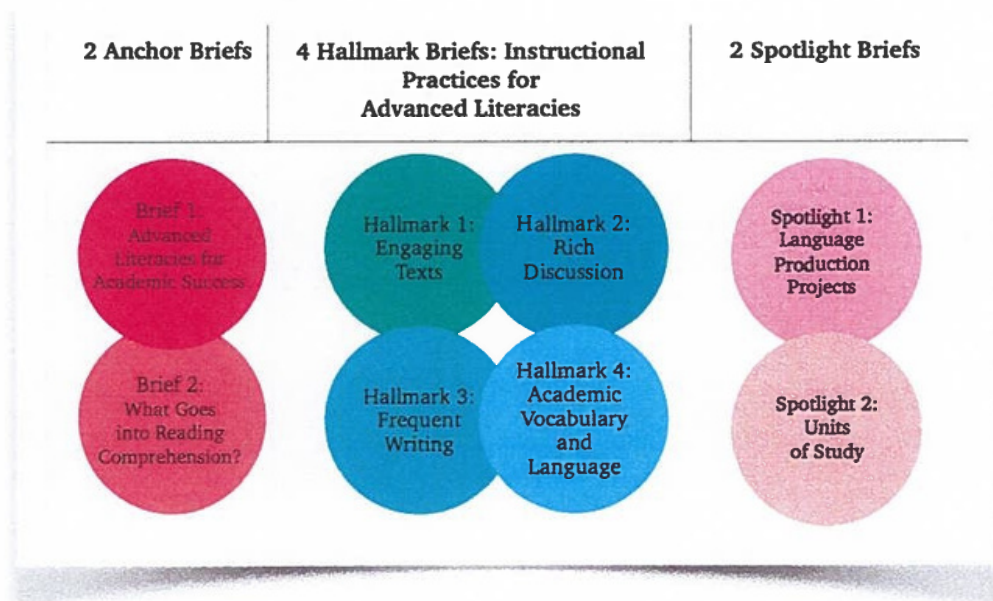 2 Anchor Briefs
4 Hallmark Briefs: Instructional
Practices for
Advanced Literacies
2 Spotlight Briefs
Brief 1:
Advanced
Literacies for
Academic Success
Brief 2:
What Goes
into Reading
Comprehension?
Hallmark 1:
Engaging
Texts
Hallmark 2:
Rich
Discussion
Hallmark 3:
Frequent
Writing
Hallmark 4:
Academic
Vocabulary
and
Language
Spotlight 1:
Language
Production
Projects
Spotlight 2:
Units
of Study